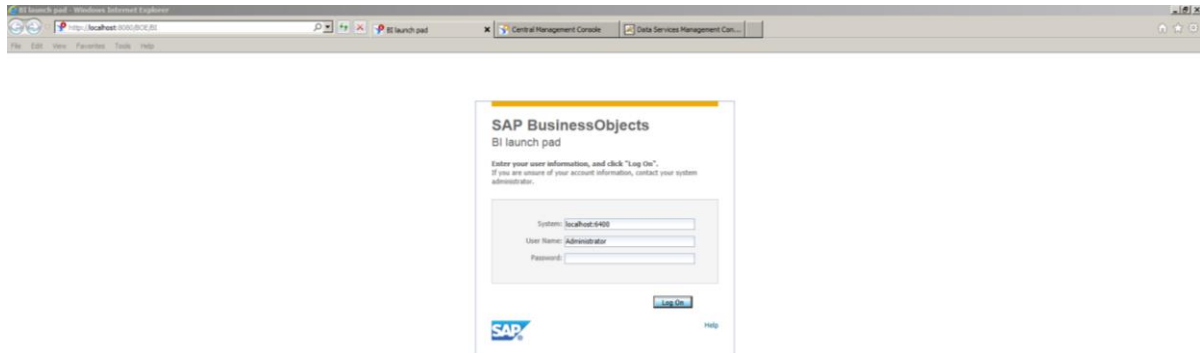 BI launch pad - Windows Internet Explorer
http://localhost:8080/BOE/BI
BI launch pad
Central Management Console
Data Services Management Con...
File Edit View Favorites Tools Help
SAP BusinessObjects
BI launch pad
Enter your user information, and click "Log On".
If you are unsure of your account information, contact your system
administrator.
System: localhost:6400
User Name: Administrator
Password:
Log On
SAP
Help